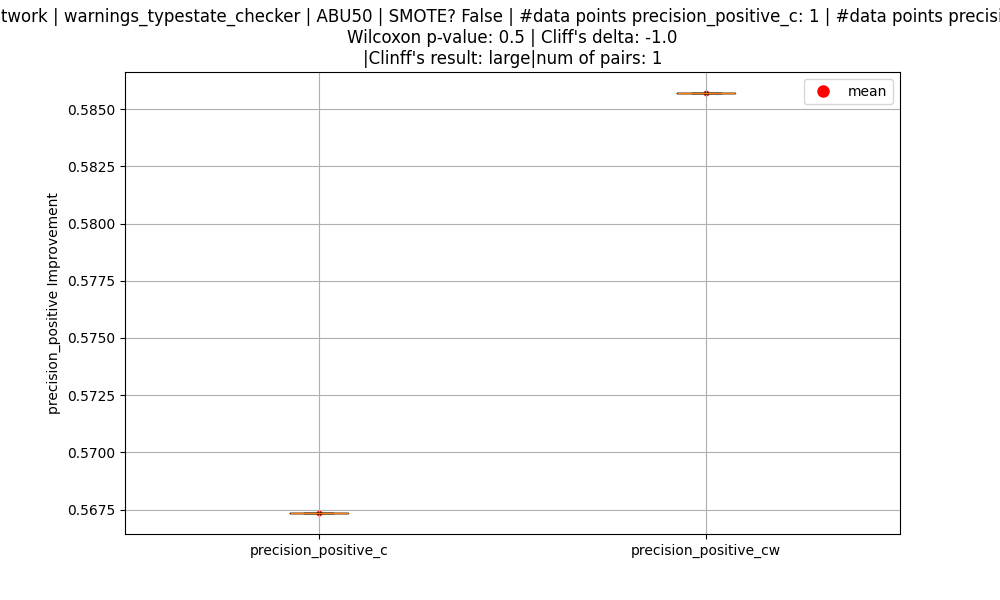 twork | warnings_typestate_checker | ABU50 | SMOTE? False | #data points precision_positive_c: 1 | #data points precisi
Wilcoxon p-value: 0.5 | Cliff's delta: -1.0
|Clinff's result: large|num of pairs: 1
mean
precision_positive Improvement
0.5850
0.5825
0.5800
0.5775
0.5750
0.5725
0.5700
0.5675
precision_positive_c
precision_positive_cw